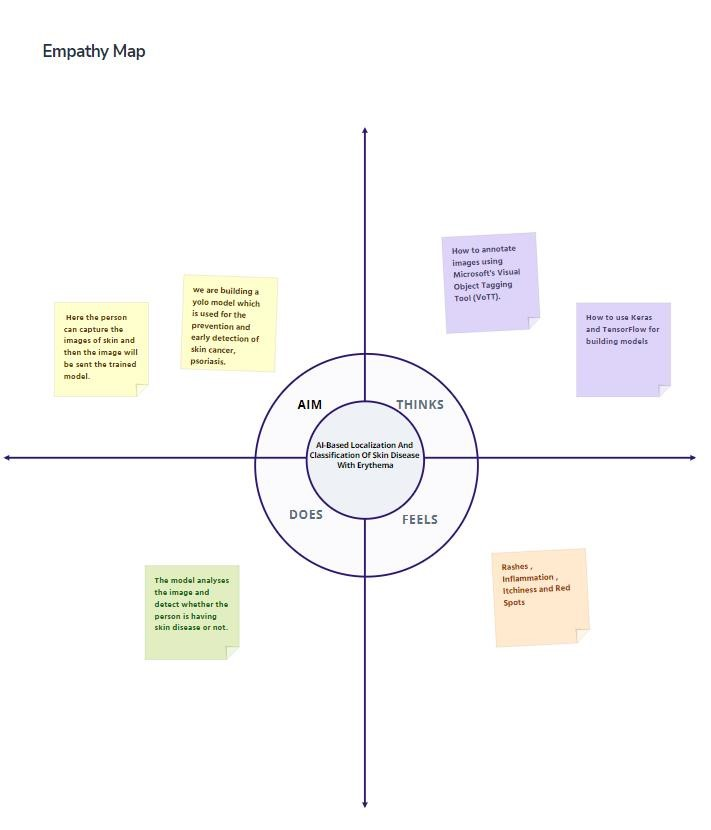 Empathy Map
How to annotate
images using
Microsoft's Visual
Object Tagging
Tool (VoTT).
we are building a
yolo model which
is used for the
prevention and
early detection of
skin cancer,
psoriasis.
Here the person
can capture the
images of skin and
then the image will
be sent the trained
model.
How to use Keras
and TensorFlow for
building models
AIM
THINKS
AI-Based Localization And
Classification Of Skin Disease
With Erythema
DOES
FEELS
The model analyses
the image and
detect whether the
person is having
skin disease or not.
Rashes ,
Inflammation ,
Itchiness and Red
Spots